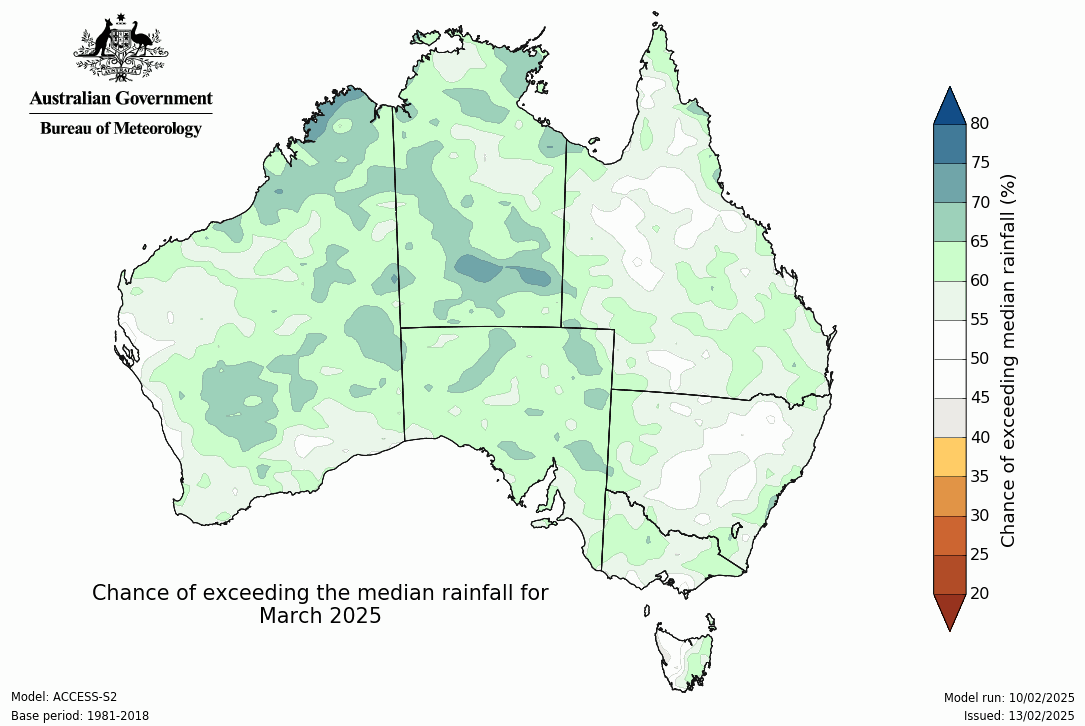 Australian Government
Bureau of Meteorology
80
75
70
65
60
55
50
45
40
35
30
25
20
Chance of exceeding median rainfall (%)
Chance of exceeding the median rainfall for
March 2025
Model: ACCESS-S2
Base period: 1981-2018
Model run: 10/02/2025
Issued: 13/02/2025